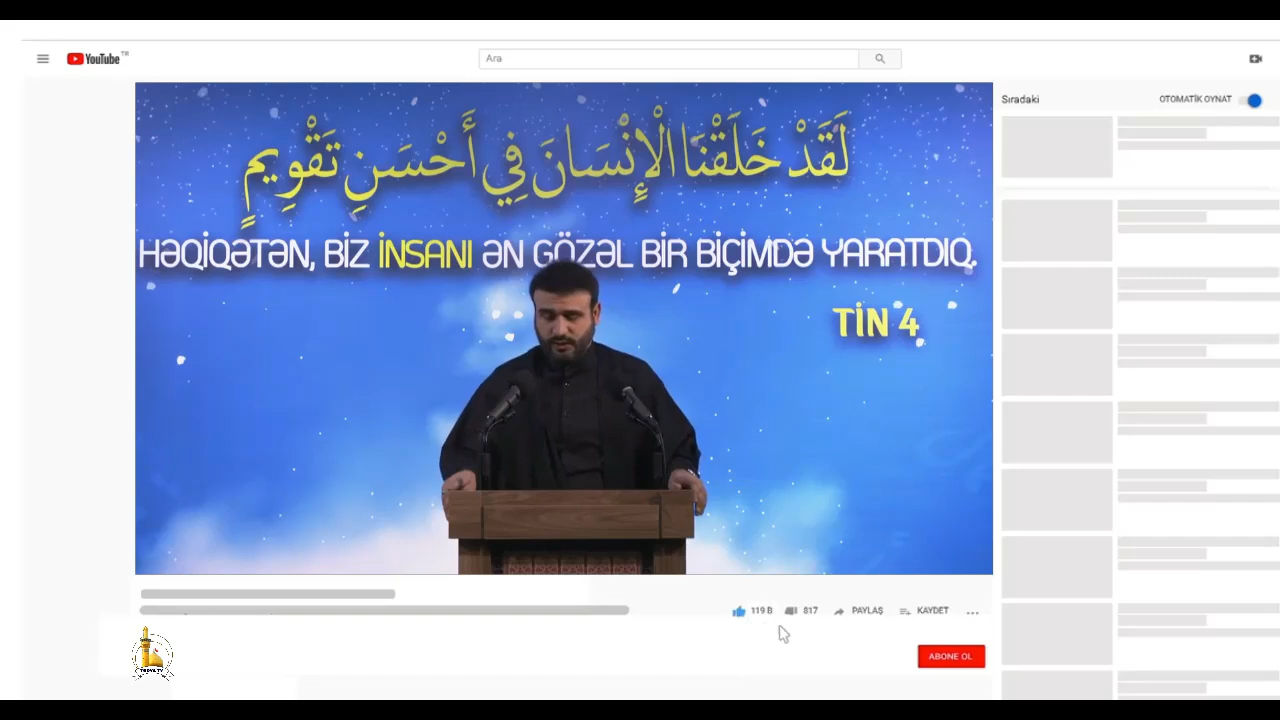 YouTube TR
Ara
Sıradaki
OTOMATİK OYNAT
لَقَدْ خَلَقْنَا الْإِنْسَانَ فِي أَحْسَنِ تَقْوِيمٍ
HƏQİQƏTƏN, BİZ İNSANI ƏN GÖZƏL BİR BİÇİMDƏ YARATDIQ.
TİN 4
119 B 817 PAYLAŞ KAYDET ...
ABONE OL